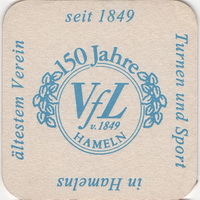 seit 1849
Turnen und Sport
in Hamelns
ältestem Verein
150 Jahre
VfL
v. 1849
HAMELN